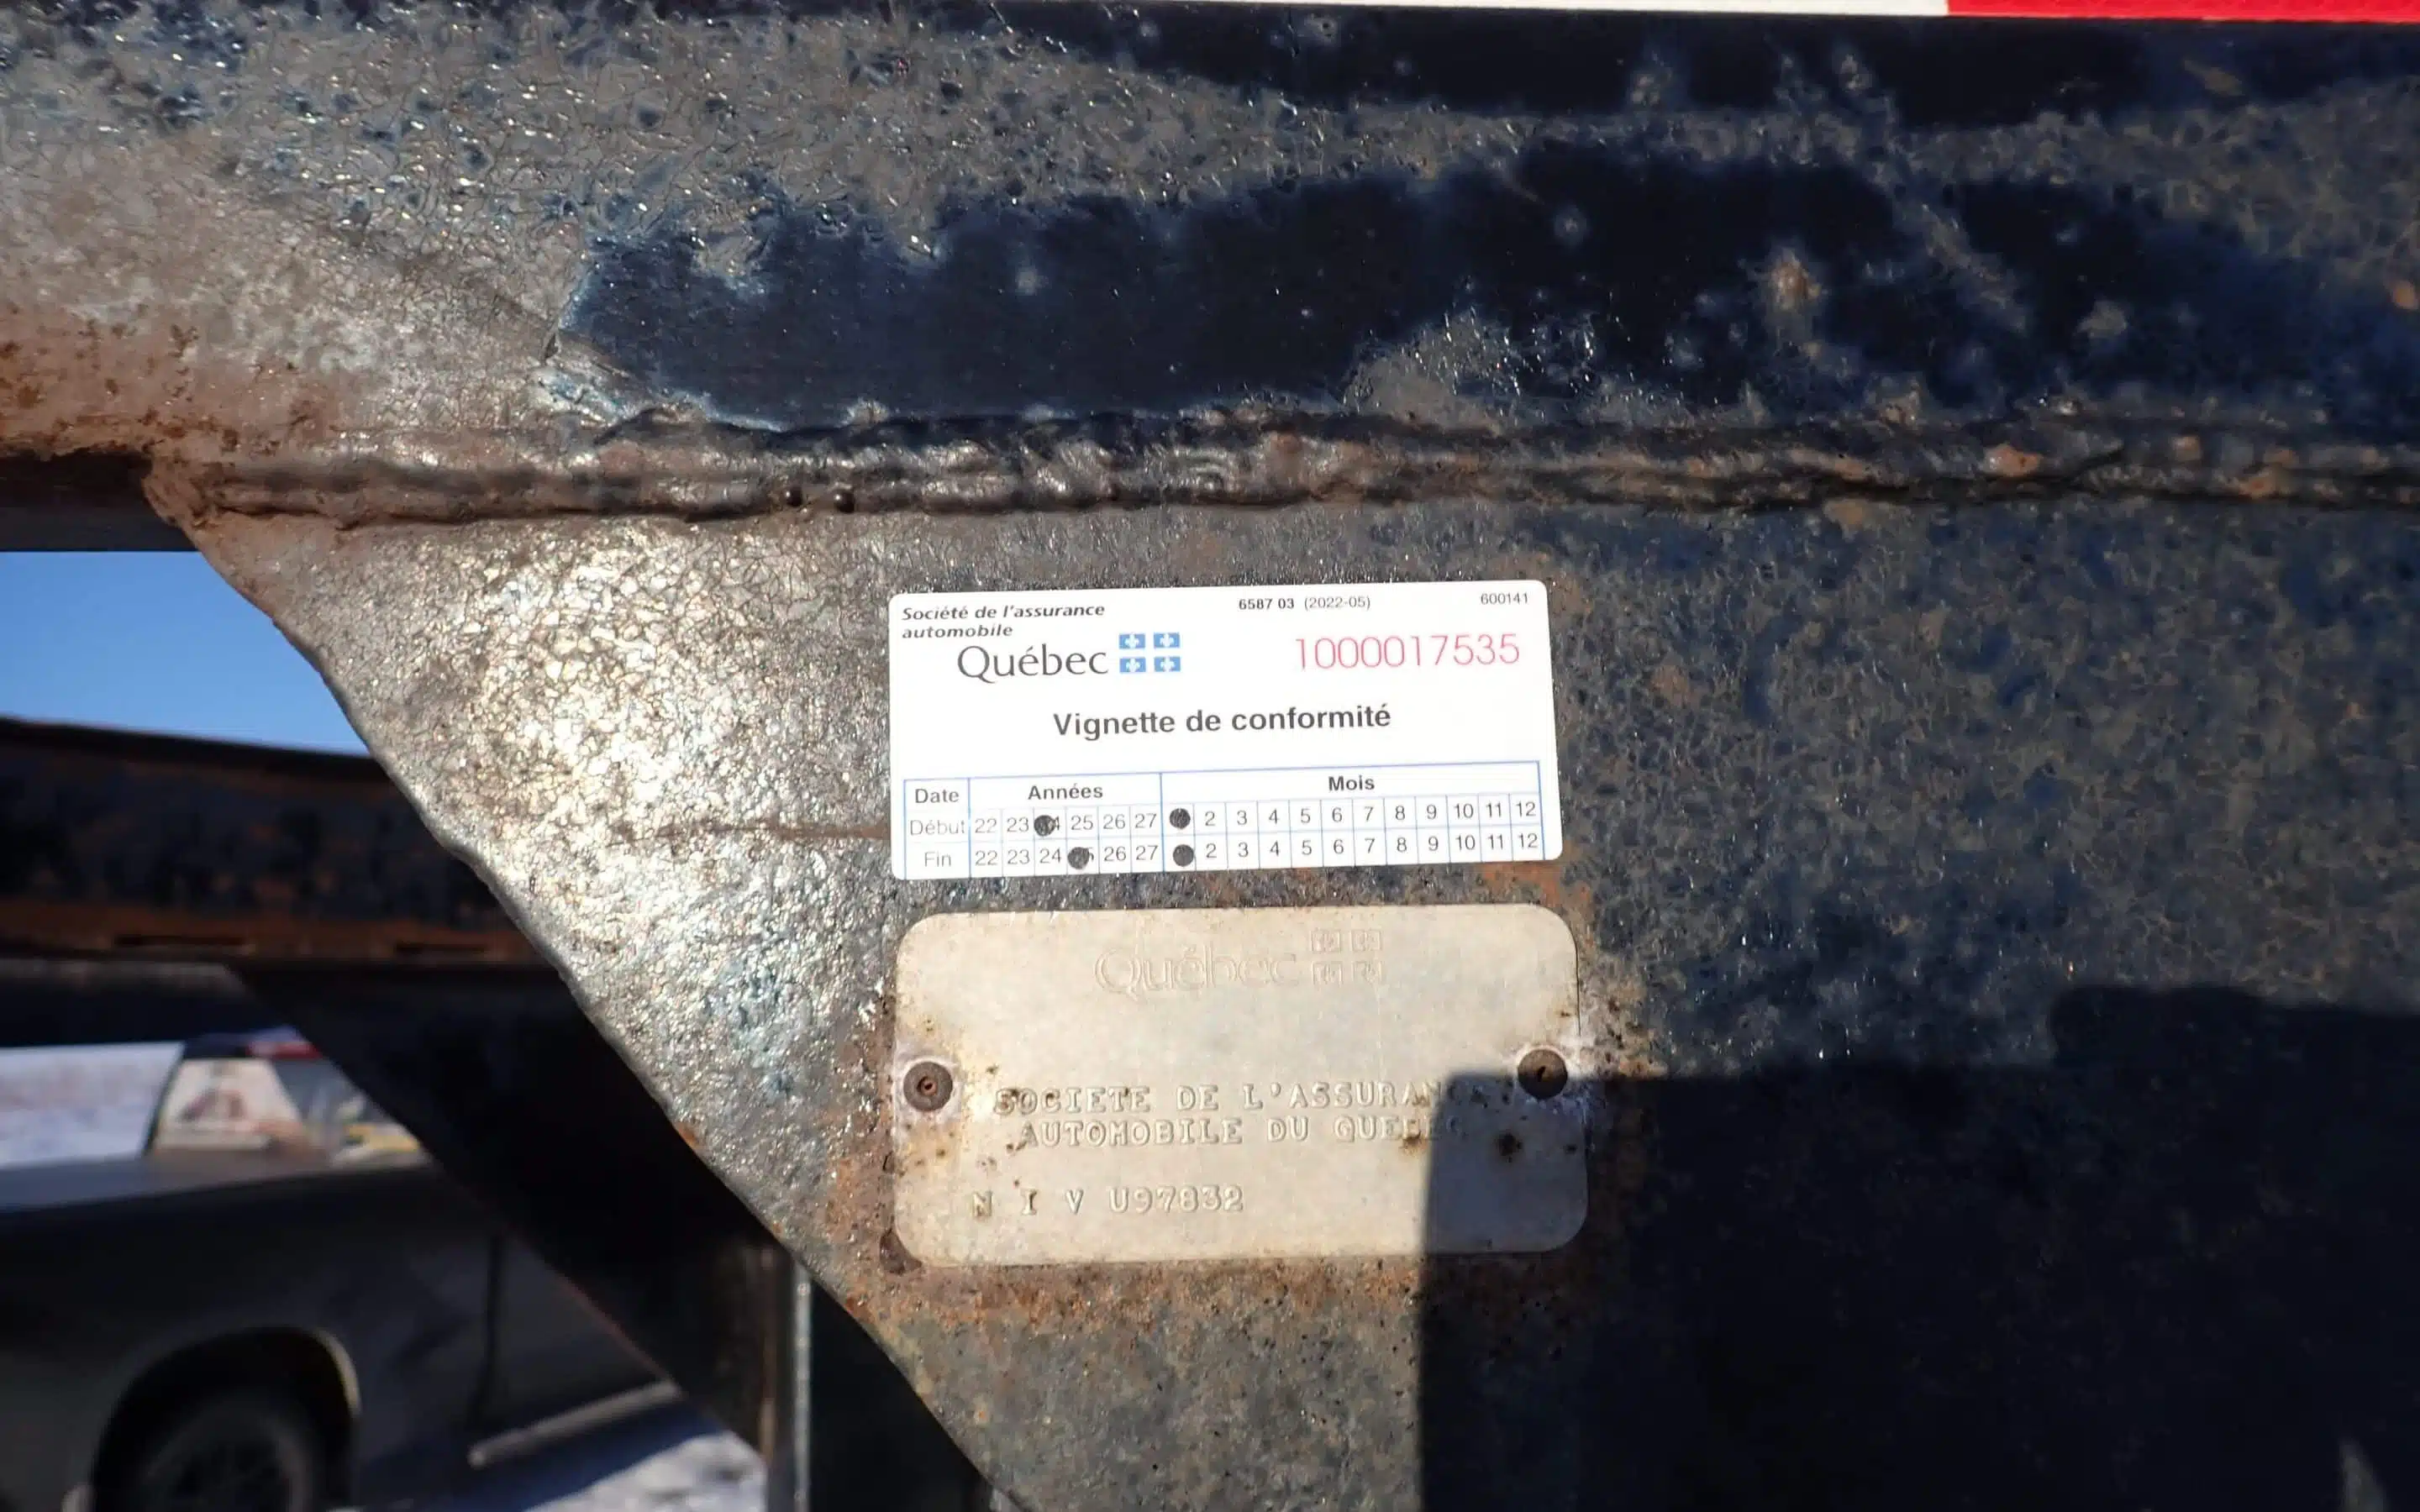 Société de l'assurance
automobile
Québec
6587 03 (2022-05)
600141
1000017535
Vignette de conformité
Date Années Mois
Début 22 23 25 26 27 2 3 4 5 6 7 8 9 10 11 12
Fin 22 23 24 26 27 2 3 4 5 6 7 8 9 10 11 12
Québec
SOCIETE DE L'ASSURAN
AUTOMOBILE DU QUEBEC
N I V U97832